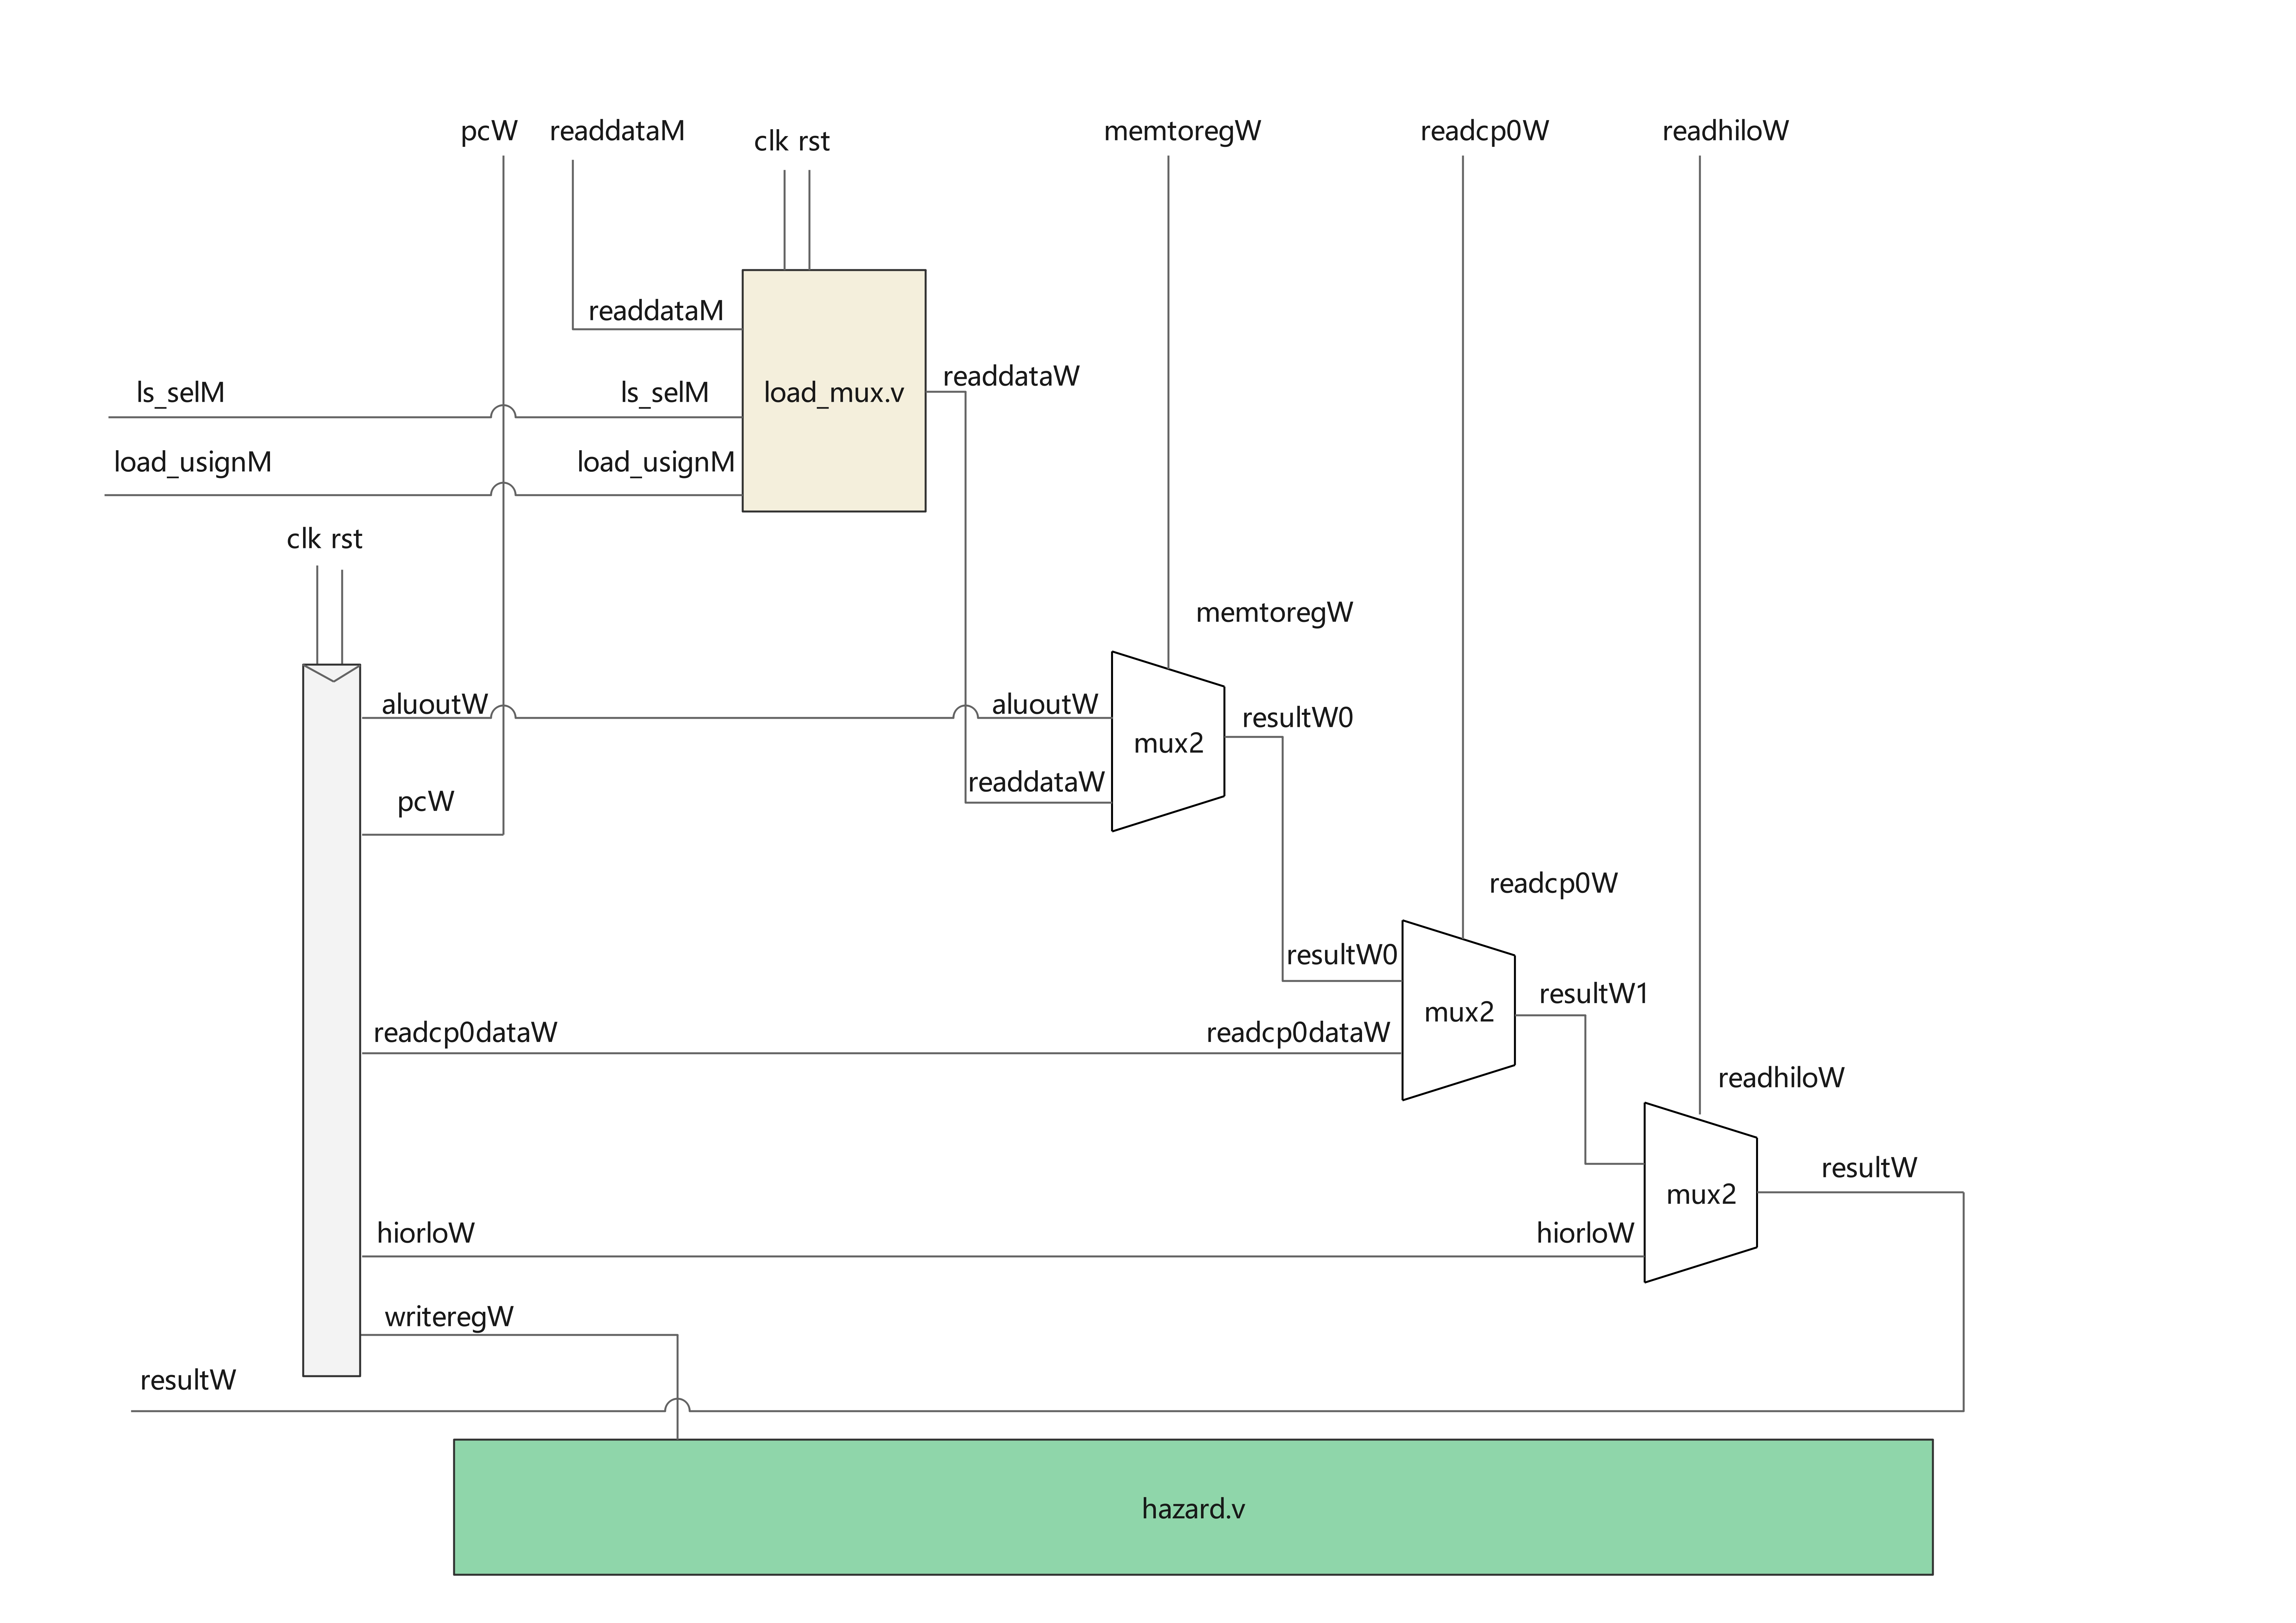 pcW
readdataM
clk rst
memtoregW
readcp0W
readhiloW
readdataM
readdataW
ls_selM
ls_selM
load_mux.v
load_usignM
load_usignM
clk rst
memtoregW
aluoutW
aluoutW
resultW0
mux2
readdataW
pcW
readcp0W
resultW0
resultW1
mux2
readcp0dataW
readcp0dataW
readhiloW
resultW
mux2
hiorloW
hiorloW
writeregW
resultW
hazard.v